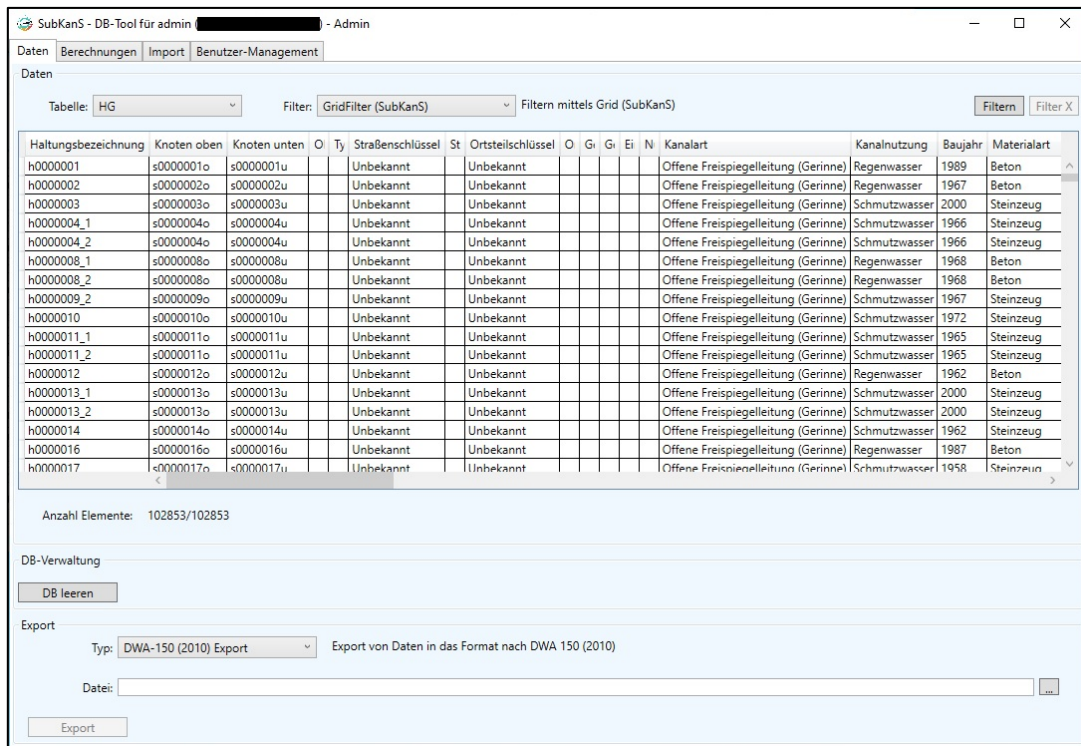 SubKanS - DB-Tool für admin ( ) - Admin
Daten Berechnungen Import Benutzer-Management
Daten
Tabelle: HG Filter: GridFilter (SubKanS) Filtern mittels Grid (SubKanS) Filtern Filter X
Haltungsbezeichnung Knoten oben Knoten unten O Ty Straßenschlüssel St Ortsteilschlüssel O G G Ei N Kanalart Kanalnutzung Baujahr Materialart
h0000001 s0000001o s0000001u Unbekannt Unbekannt Offene Freispiegelleitung (Gerinne) Regenwasser 1989 Beton
h0000002 s0000002o s0000002u Unbekannt Unbekannt Offene Freispiegelleitung (Gerinne) Regenwasser 1967 Beton
h0000003 s0000003o s0000003u Unbekannt Unbekannt Offene Freispiegelleitung (Gerinne) Schmutzwasser 2000 Steinzeug
h0000004_1 s0000004o s0000004u Unbekannt Unbekannt Offene Freispiegelleitung (Gerinne) Schmutzwasser 1966 Steinzeug
h0000004_2 s0000004o s0000004u Unbekannt Unbekannt Offene Freispiegelleitung (Gerinne) Schmutzwasser 1966 Steinzeug
h0000008_1 s0000008o s0000008u Unbekannt Unbekannt Offene Freispiegelleitung (Gerinne) Regenwasser 1968 Beton
h0000008_2 s0000008o s0000008u Unbekannt Unbekannt Offene Freispiegelleitung (Gerinne) Regenwasser 1968 Beton
h0000009_2 s0000009o s0000009u Unbekannt Unbekannt Offene Freispiegelleitung (Gerinne) Schmutzwasser 1967 Steinzeug
h0000010 s0000010o s0000010u Unbekannt Unbekannt Offene Freispiegelleitung (Gerinne) Schmutzwasser 1972 Steinzeug
h0000011_1 s0000011o s0000011u Unbekannt Unbekannt Offene Freispiegelleitung (Gerinne) Schmutzwasser 1965 Steinzeug
h0000011_2 s0000011o s0000011u Unbekannt Unbekannt Offene Freispiegelleitung (Gerinne) Schmutzwasser 1965 Steinzeug
h0000012 s0000012o s0000012u Unbekannt Unbekannt Offene Freispiegelleitung (Gerinne) Regenwasser 1962 Beton
h0000013_1 s0000013o s0000013u Unbekannt Unbekannt Offene Freispiegelleitung (Gerinne) Schmutzwasser 2000 Steinzeug
h0000013_2 s0000013o s0000013u Unbekannt Unbekannt Offene Freispiegelleitung (Gerinne) Schmutzwasser 2000 Steinzeug
h0000014 s0000014o s0000014u Unbekannt Unbekannt Offene Freispiegelleitung (Gerinne) Schmutzwasser 1962 Steinzeug
h0000016 s0000016o s0000016u Unbekannt Unbekannt Offene Freispiegelleitung (Gerinne) Regenwasser 1987 Beton
h0000017 s0000017o s0000017u Unbekannt Unbekannt Offene Freispiegelleitung (Gerinne) Schmutzwasser 1958 Steinzeug
Anzahl Elemente: 102853/102853
DB-Verwaltung
DB leeren
Export
Typ: DWA-150 (2010) Export Export von Daten in das Format nach DWA 150 (2010)
Datei: ...
Export